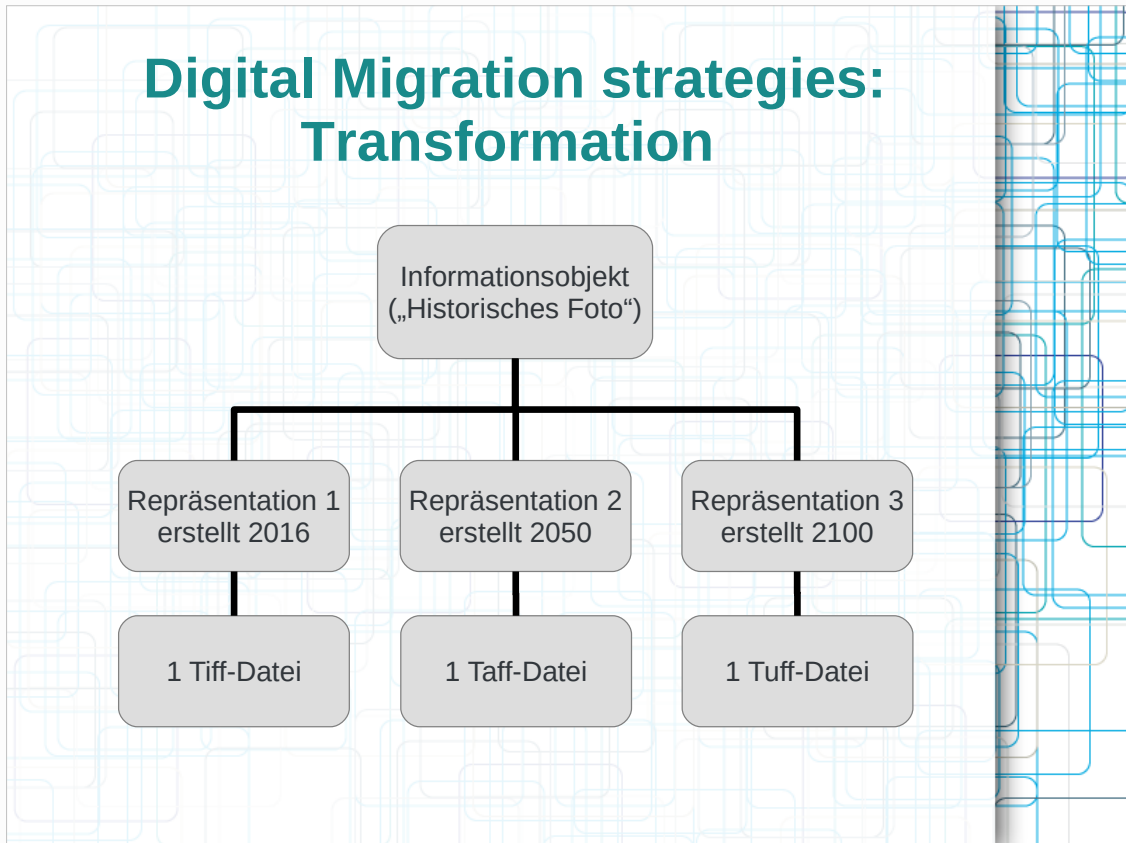 Digital Migration strategies:
Transformation
Informationsobjekt
(„Historisches Foto“)
Repräsentation 1
erstellt 2016
Repräsentation 2
erstellt 2050
Repräsentation 3
erstellt 2100
1 Tiff-Datei
1 Taff-Datei
1 Tuff-Datei